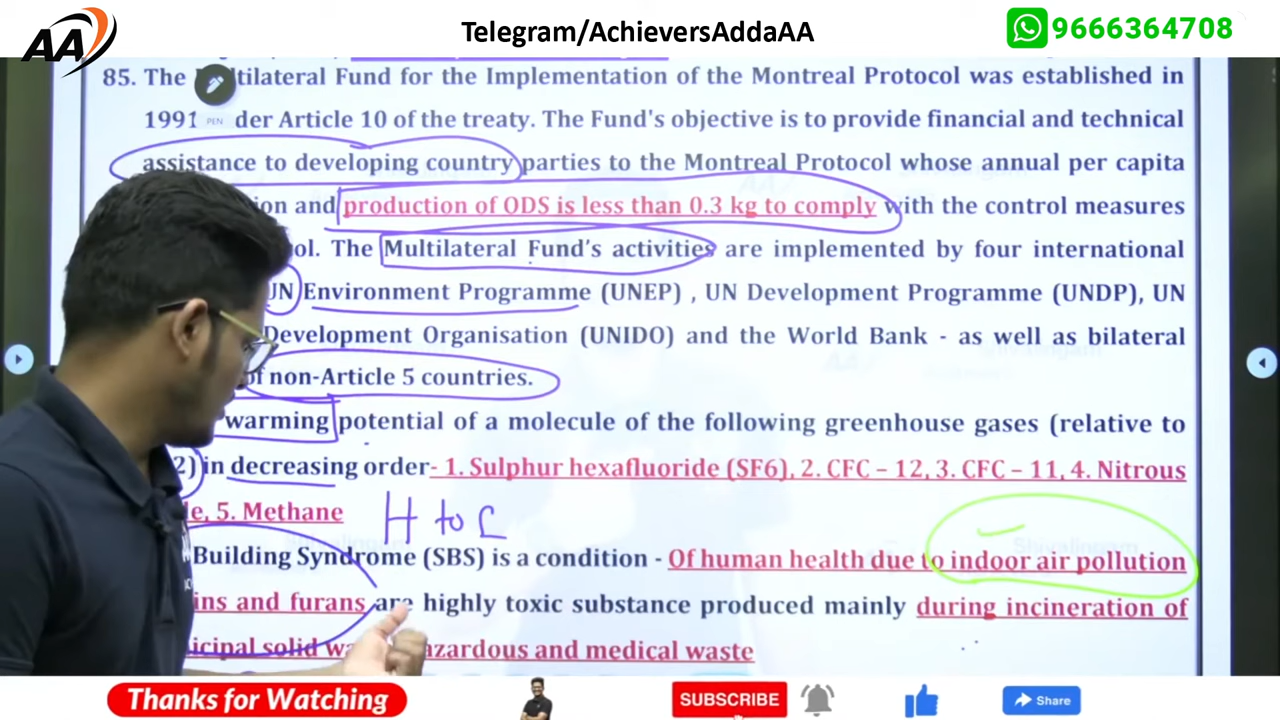 AA
Telegram/AchieversAddaAA
9666364708
85. The tilateral Fund for the Implementation of the Montreal Protocol was established in
PEN
1991 der Article 10 of the treaty. The Fund's objective is to provide financial and technical
assistance to developing country parties to the Montreal Protocol whose annual per capita
ion and production of ODS is less than 0.3 kg to comply with the control measures
ol. The Multilateral Fund's activities are implemented by four international
UN Environment Programme (UNEP) , UN Development Programme (UNDP), UN
Development Organisation (UNIDO) and the World Bank - as well as bilateral
of non-Article 5 countries.
warming potential of a molecule of the following greenhouse gases (relative to
2) in decreasing order- 1. Sulphur hexafluoride (SF6), 2. CFC – 12, 3. CFC – 11, 4. Nitrous
le, 5. Methane
H to L
Building Syndrome (SBS) is a condition - Of human health due to indoor air pollution
ins and furans are highly toxic substance produced mainly during incineration of
icipal solid wa azardous and medical waste
Thanks for Watching
SUBSCRIBE
Share